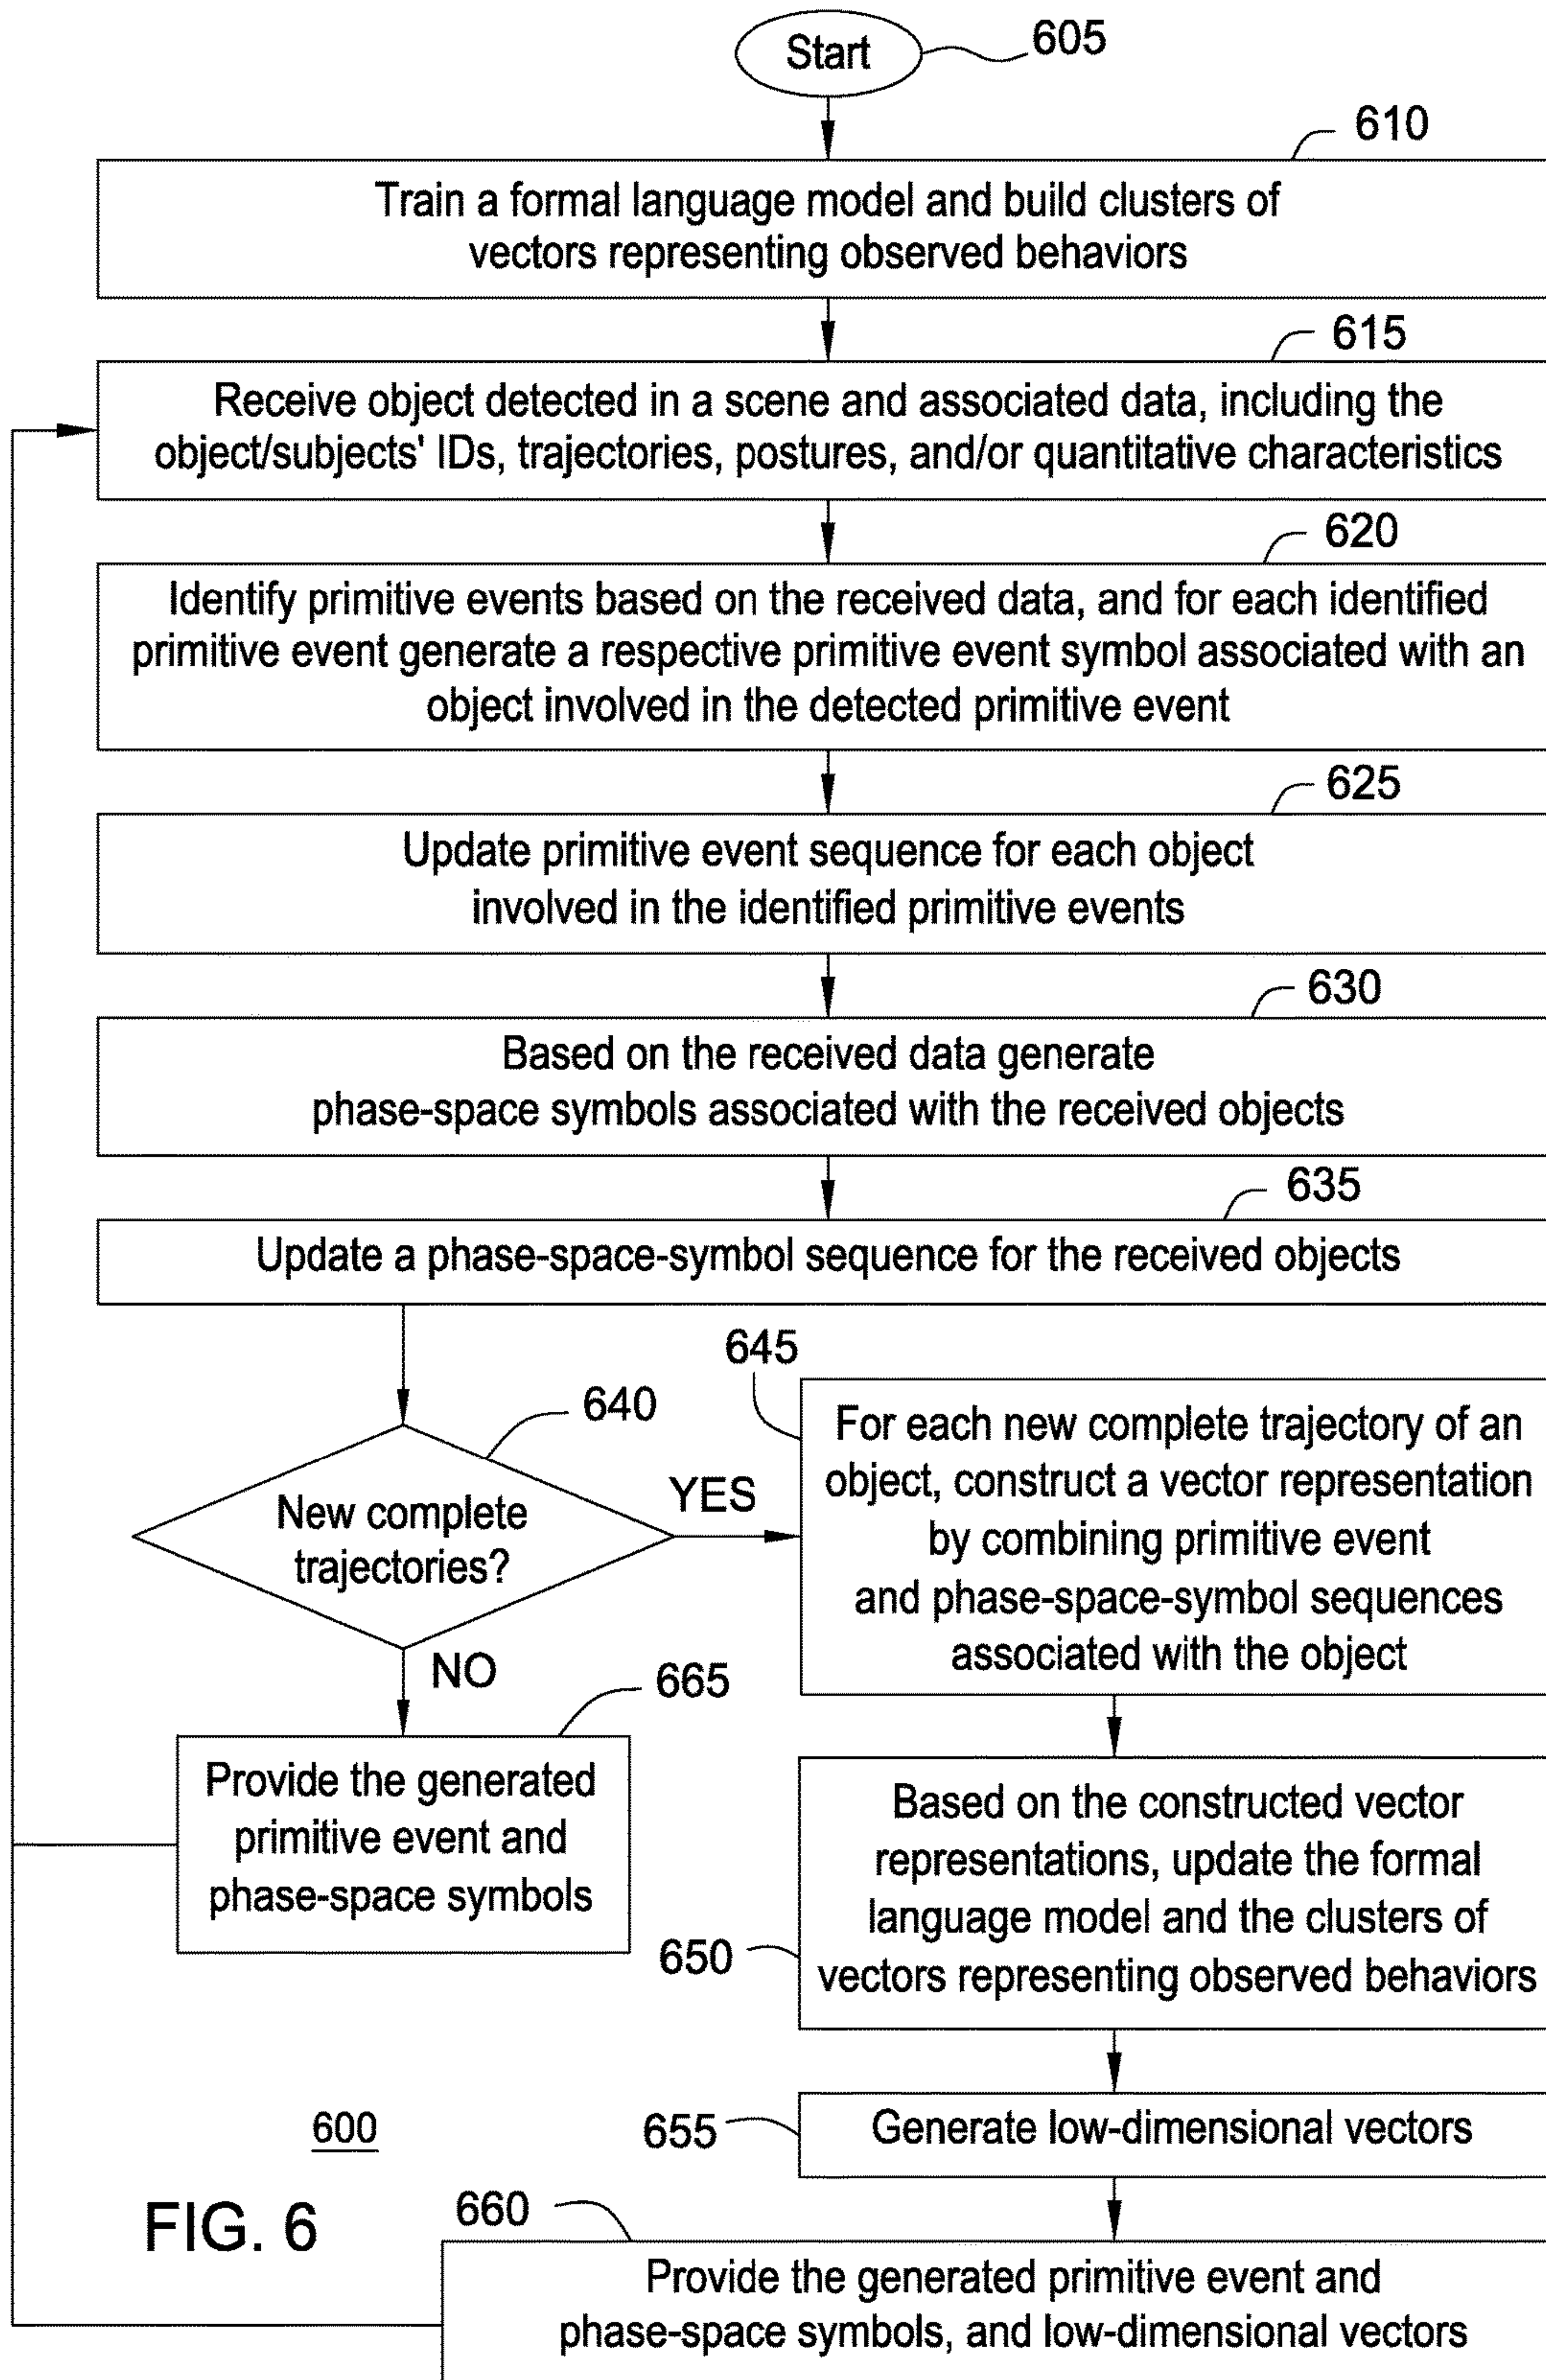 Start
605
610
Train a formal language model and build clusters of
vectors representing observed behaviors
615
Receive object detected in a scene and associated data, including the
object/subjects' IDs, trajectories, postures, and/or quantitative characteristics
620
Identify primitive events based on the received data, and for each identified
primitive event generate a respective primitive event symbol associated with an
object involved in the detected primitive event
625
Update primitive event sequence for each object
involved in the identified primitive events
630
Based on the received data generate
phase-space symbols associated with the received objects
635
Update a phase-space-symbol sequence for the received objects
640
New complete
trajectories?
YES
NO
645
For each new complete trajectory of an
object, construct a vector representation
by combining primitive event
and phase-space-symbol sequences
associated with the object
665
Provide the generated
primitive event and
phase-space symbols
650
Based on the constructed vector
representations, update the formal
language model and the clusters of
vectors representing observed behaviors
655
Generate low-dimensional vectors
660
Provide the generated primitive event and
phase-space symbols, and low-dimensional vectors
600
FIG. 6